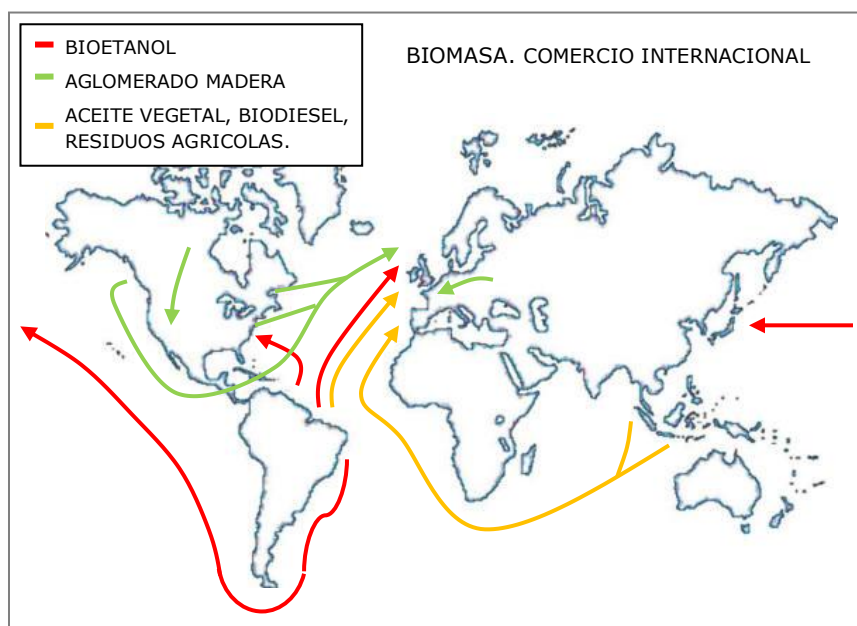 BIOETANOL
AGLOMERADO MADERA
ACEITE VEGETAL, BIODIESEL,
RESIDUOS AGRICOLAS.
BIOMASA. COMERCIO INTERNACIONAL